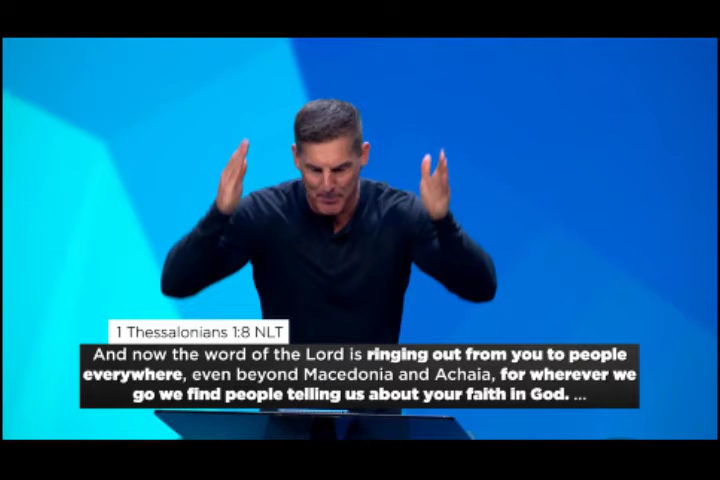 1 Thessalonians 1:8 NLT
And now the word of the Lord is ringing out from you to people
everywhere, even beyond Macedonia and Achaia, for wherever we
go we find people telling us about your faith in God. ...